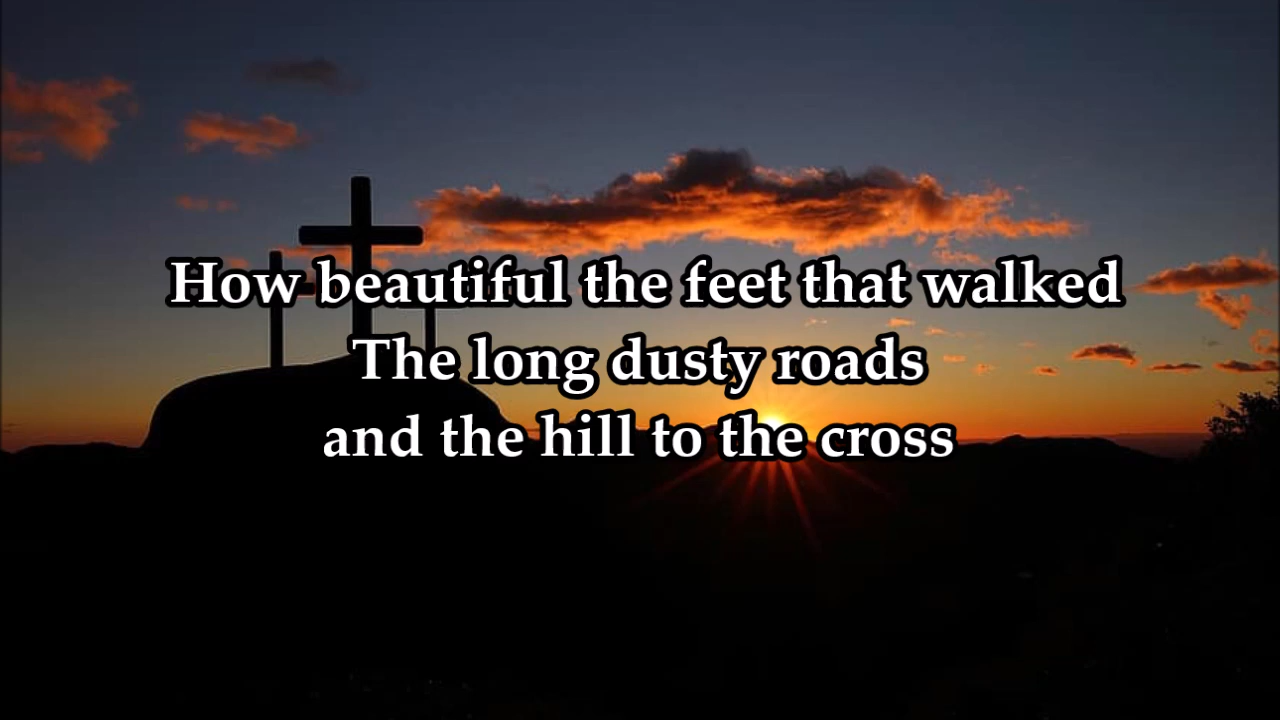 How beautiful the feet that walked
The long dusty roads
and the hill to the cross